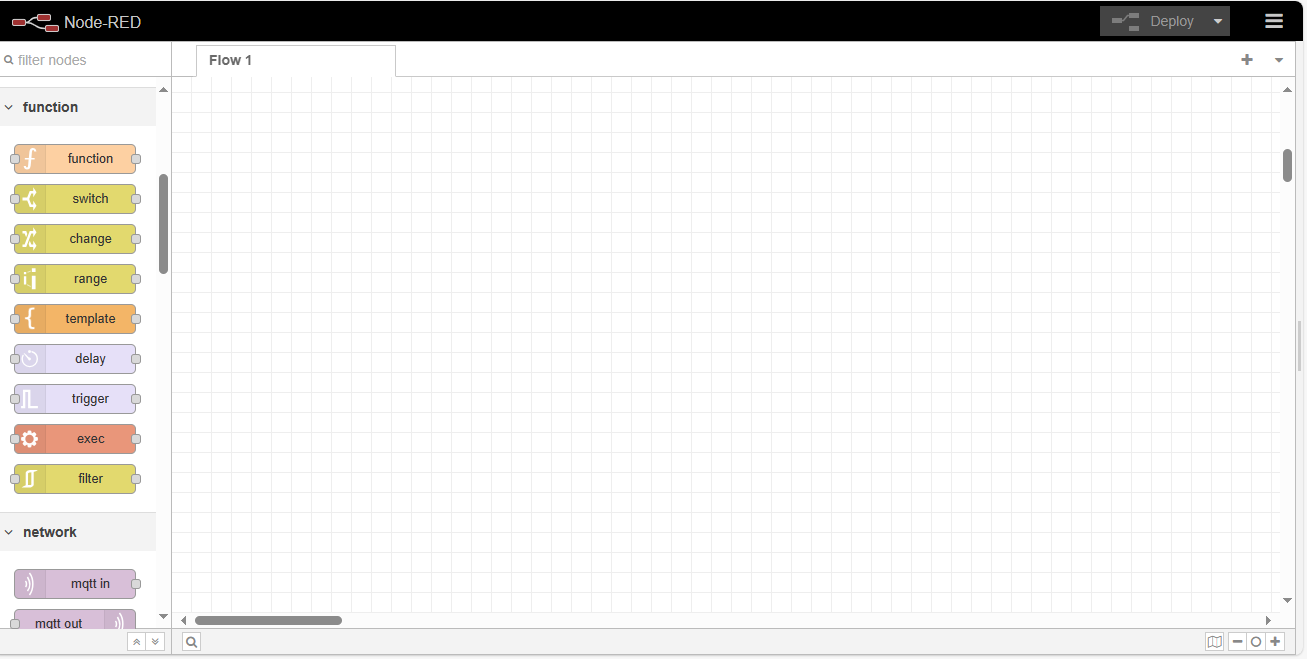 Node-RED
Deploy
filter nodes
Flow 1
function
function
switch
change
range
template
delay
trigger
exec
filter
network
mqtt in
mqtt out